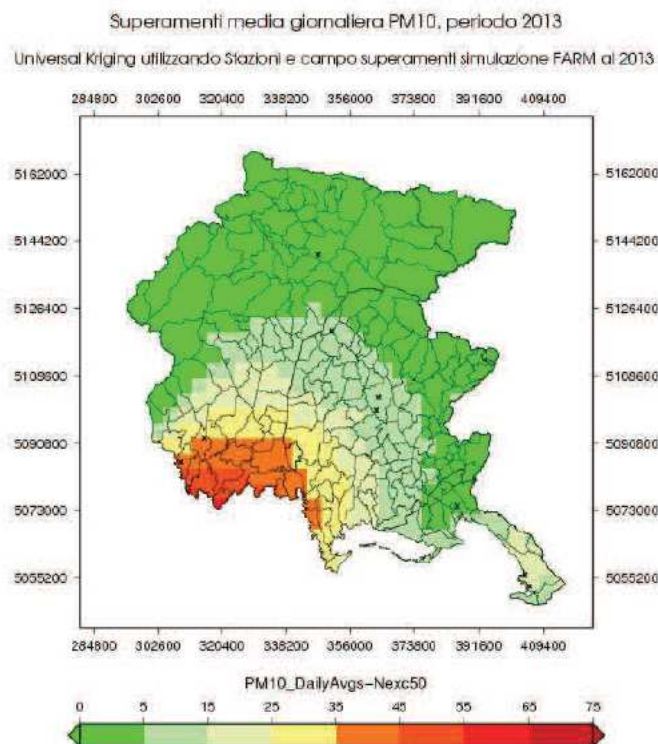 Superamenti media giornaliera PM10, periodo 2013
Universal Kriging utilizzando Stazioni e campo superamenti simulazione FARM al 2013
284800 302600 320400 338200 356000 373800 391600 409400
5162000 5162000
5144200 5144200
5126400 5126400
5108600 5108600
5090800 5090800
5073000 5073000
5055200 5055200
284800 302600 320400 338200 356000 373800 391600 409400
PM10_DailyAvgs-Nexc50
0 5 15 25 35 45 55 65 75